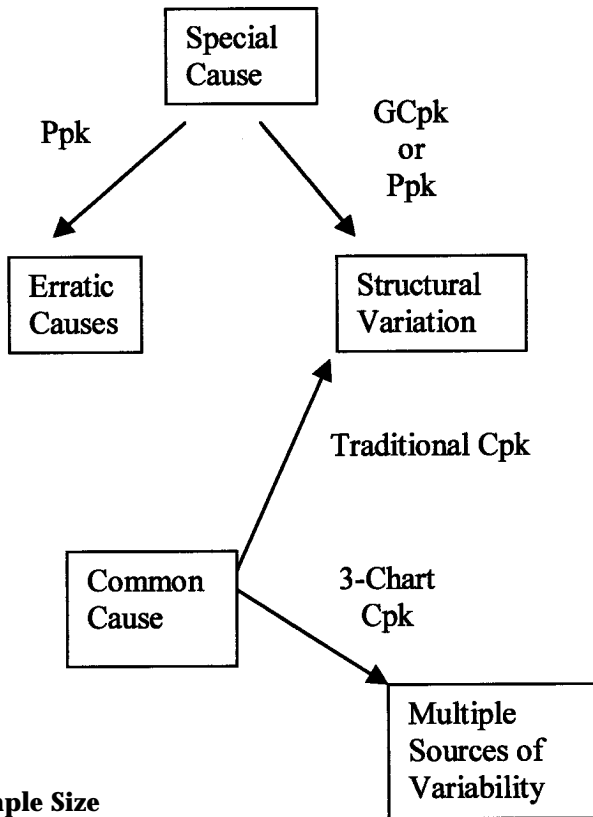 Special
Cause
Ppk
GCpk
or
Ppk
Erratic
Causes
Structural
Variation
Traditional Cpk
Common
Cause
3-Chart
Cpk
Multiple
Sources of
Variability
Size